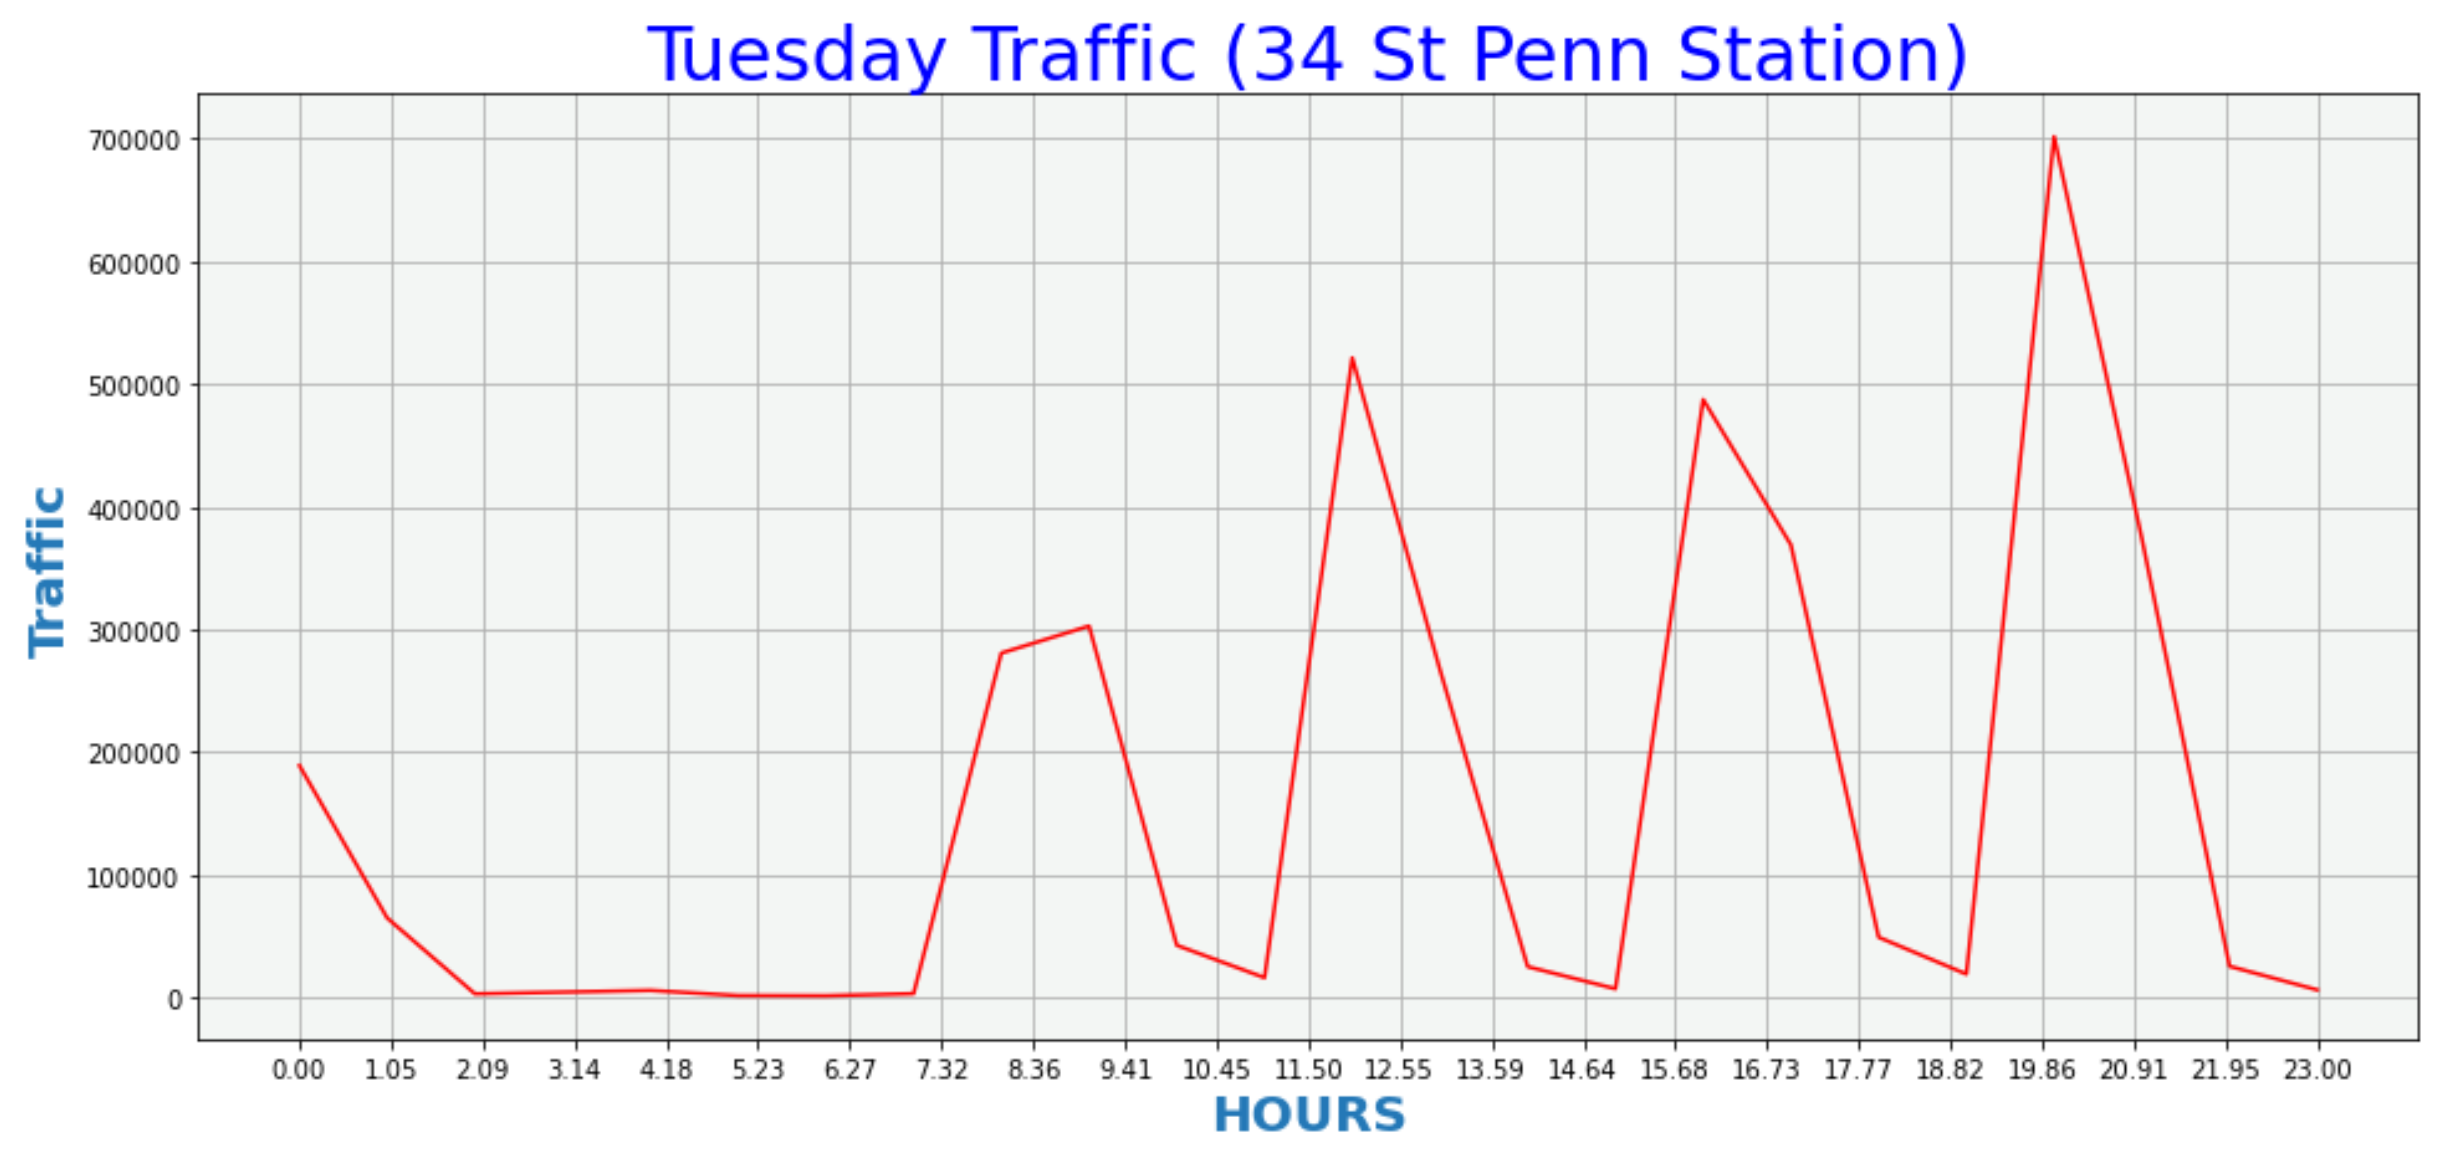 Tuesday Traffic (34 St Penn Station)
700000
600000
500000
400000
300000
200000
100000
0
Traffic
0.00 1.05 2.09 3.14 4.18 5.23 6.27 7.32 8.36 9.41 10.45 11.50 12.55 13.59 14.64 15.68 16.73 17.77 18.82 19.86 20.91 21.95 23.00
HOURS